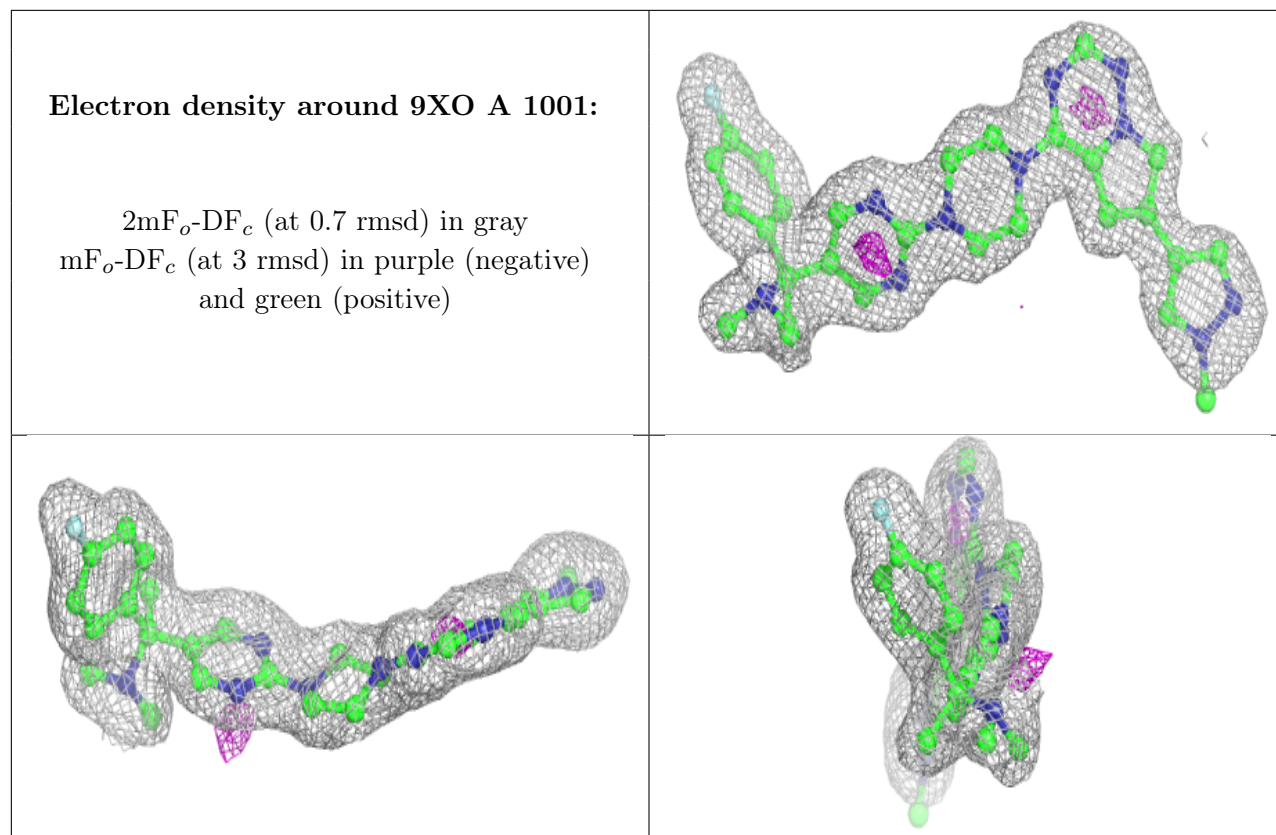 Electron density around 9XO A 1001:
2mFₒ-DF𝒸 (at 0.7 rmsd) in gray
mFₒ-DF𝒸 (at 3 rmsd) in purple (negative)
and green (positive)